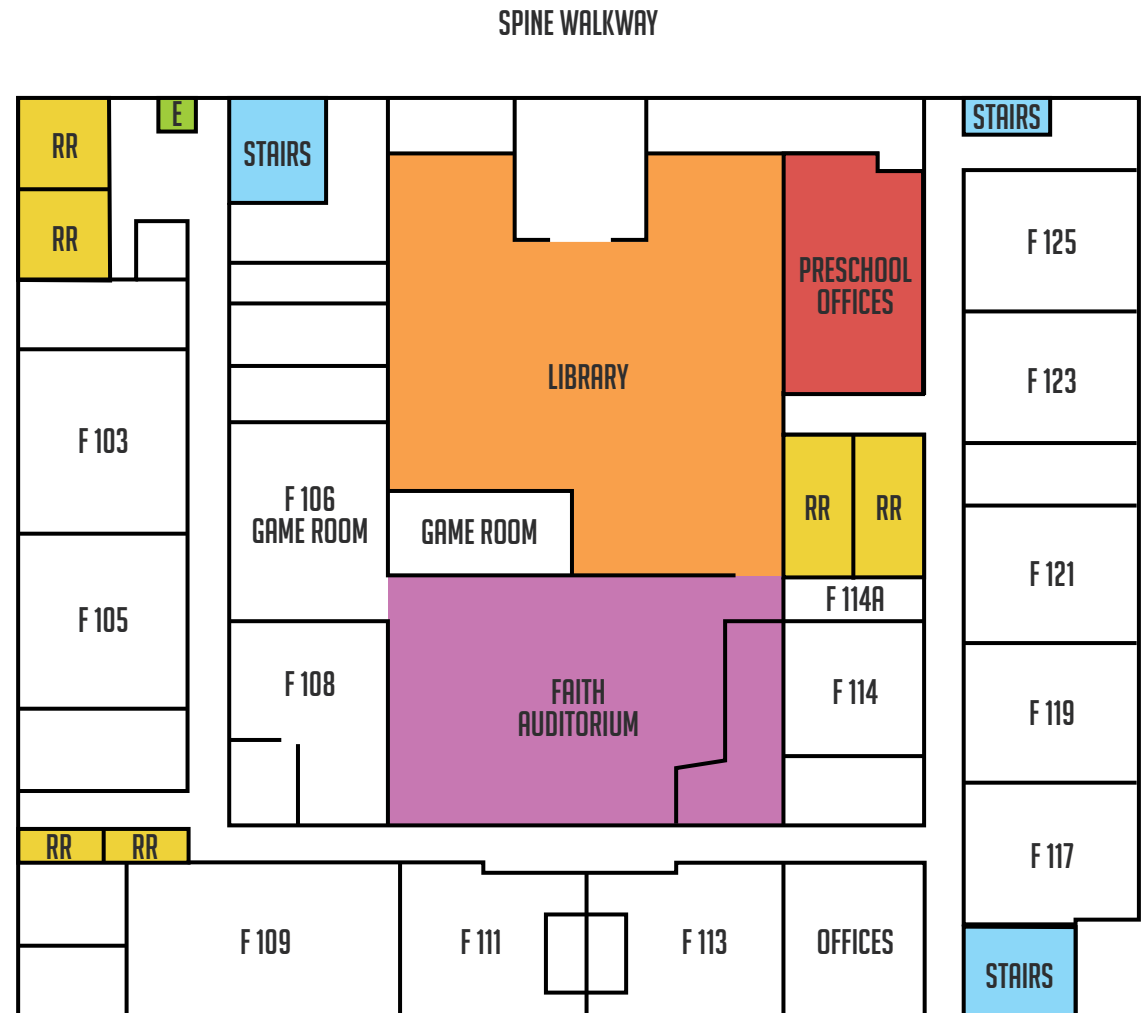 SPINE WALKWAY
E
STAIRS
RR
STAIRS
RR
F 125
PRESCHOOL
OFFICES
LIBRARY
F 123
F 103
F 106
GAME ROOM
GAME ROOM
RR
RR
F 121
F 114A
F 105
F 108
FAITH
AUDITORIUM
F 114
F 119
RR
RR
F 117
F 109
F 111
F 113
OFFICES
STAIRS